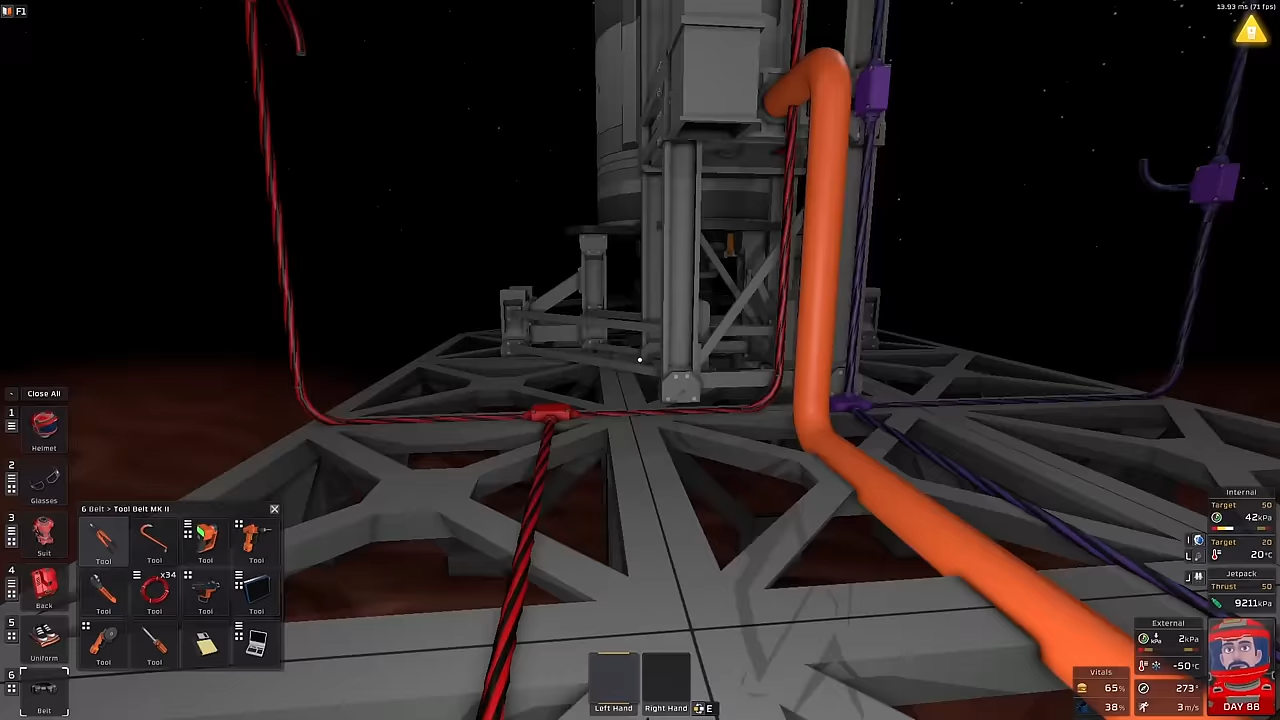 F1
13.93 ms (71 fps)
~ Close All
1
Helmet
2
Glasses
3
Suit
4
Back
5
Uniform
6
Belt
6 Belt > Tool Belt MK II
Tool
Tool
Tool
Tool
Tool
x34
Tool
Tool
Tool
Tool
Tool
Left Hand
Right Hand
E
Internal
Target 50
42kPa
Target 20
20°C
Jetpack
Thrust 50
9211kPa
External
2kPa
-50°C
273°
3m/s
Vitals
65%
38%
DAY 88